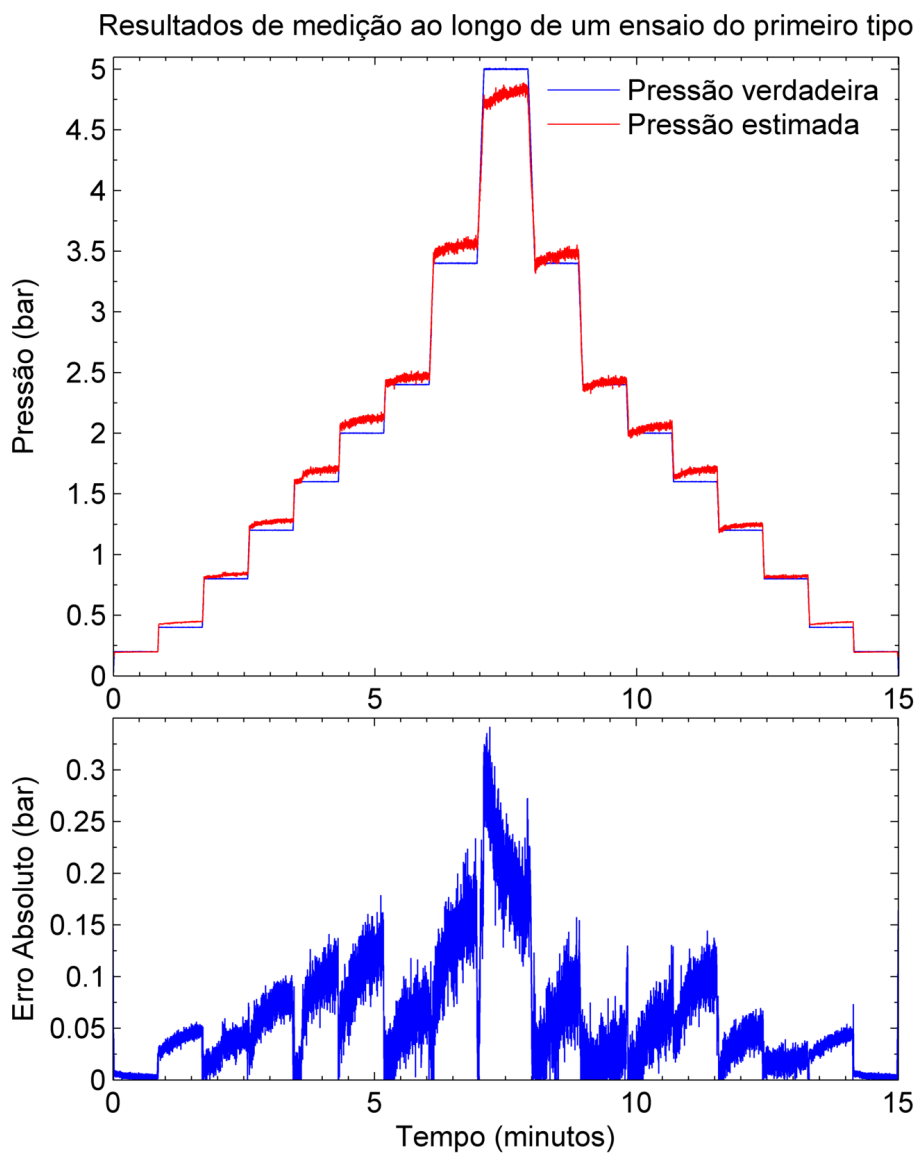 Resultados de medição ao longo de um ensaio do primeiro tipo
Pressão verdadeira
Pressão estimada
5
4.5
4
3.5
3
2.5
2
1.5
1
0.5
0
Pressão (bar)
0 5 10 15
0.3
0.25
0.2
0.15
0.1
0.05
0
Erro Absoluto (bar)
0 5 10 15
Tempo (minutos)